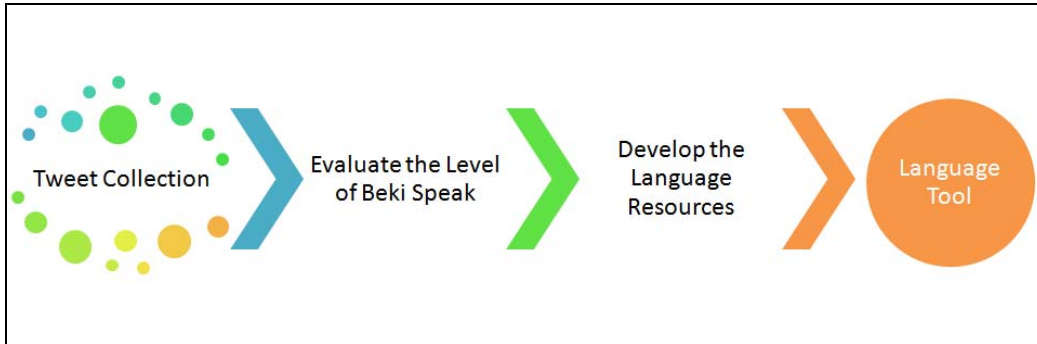 Tweet Collection
Evaluate the Level
of Beki Speak
Develop the
Language
Resources
Language
Tool